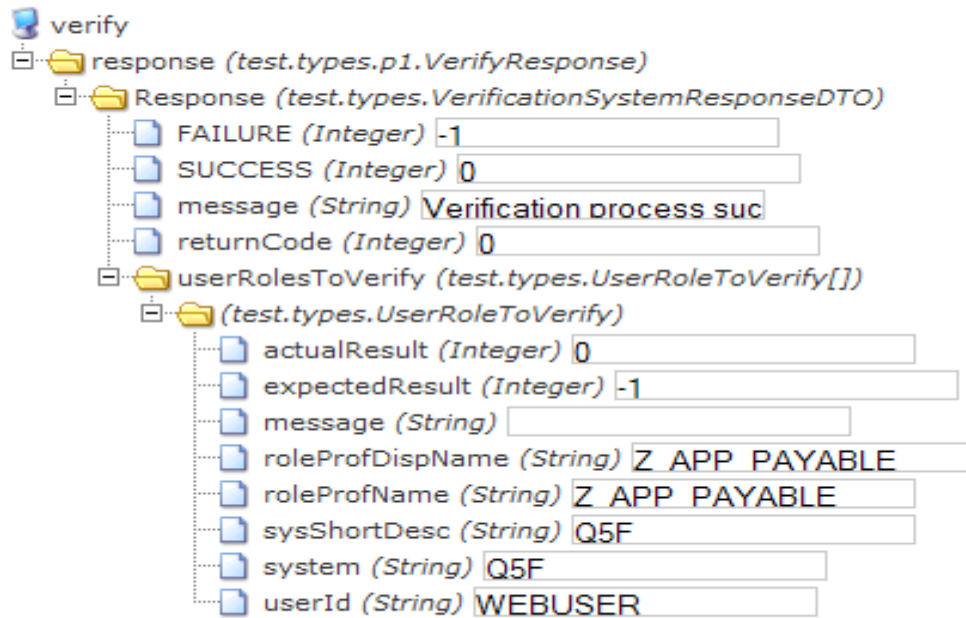 verify
response (test.types.p1.VerifyResponse)
Response (test.types.VerificationSystemResponseDTO)
FAILURE (Integer) -1
SUCCESS (Integer) 0
message (String) Verification process suc
returnCode (Integer) 0
userRolesToVerify (test.types.UserRoleToVerify[])
(test.types.UserRoleToVerify)
actualResult (Integer) 0
expectedResult (Integer) -1
message (String)
roleProfDispName (String) Z_APP_PAYABLE
roleProfName (String) Z_APP_PAYABLE
sysShortDesc (String) Q5F
system (String) Q5F
userId (String) WEBUSER